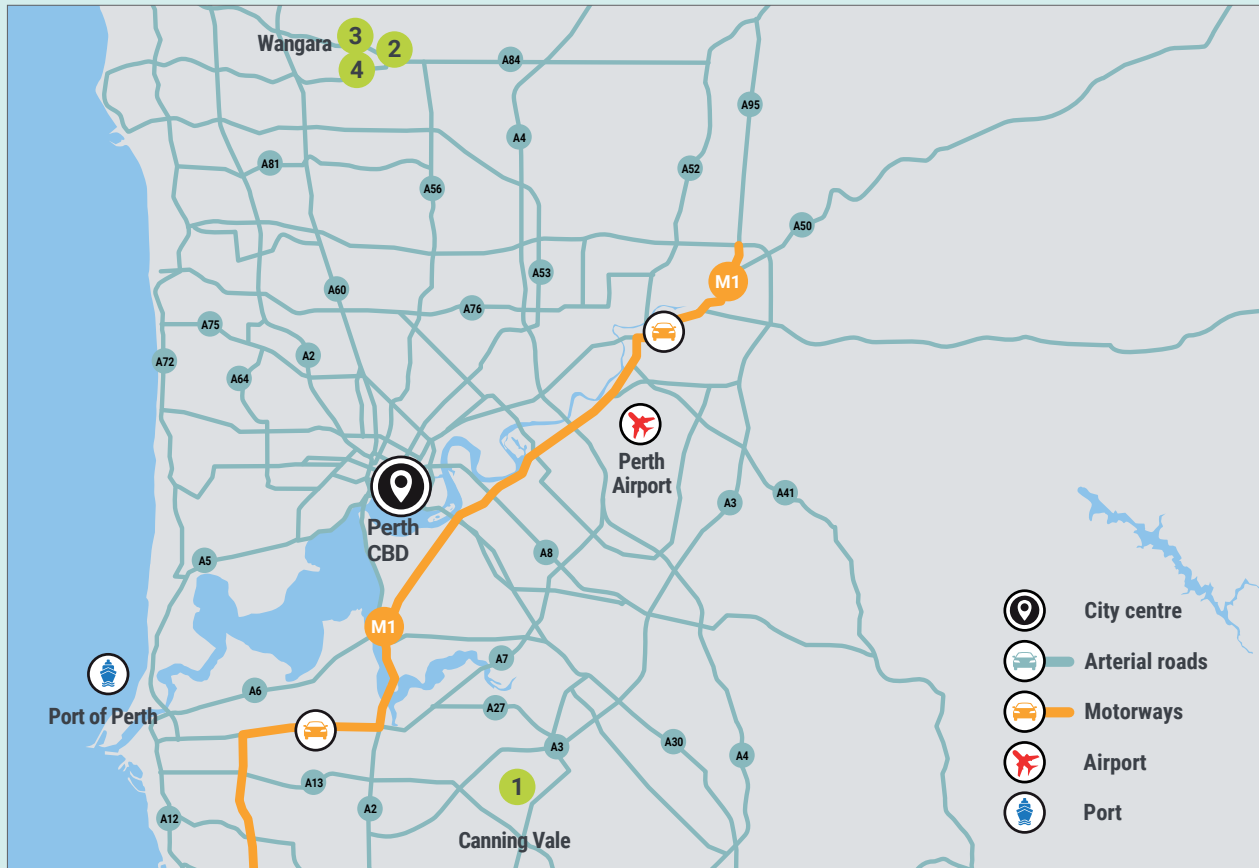 Wangara
3
2
4
A84
A95
A4
A81
A52
A56
A50
A53
M1
A60
A76
A75
A2
A72
A64
Perth
Airport
A3
A41
Perth
CBD
A8
A5
City centre
M1
Arterial roads
A7
A6
Port of Perth
A27
Motorways
A3
A30
A4
Airport
A13
1
A2
Port
A12
Canning Vale